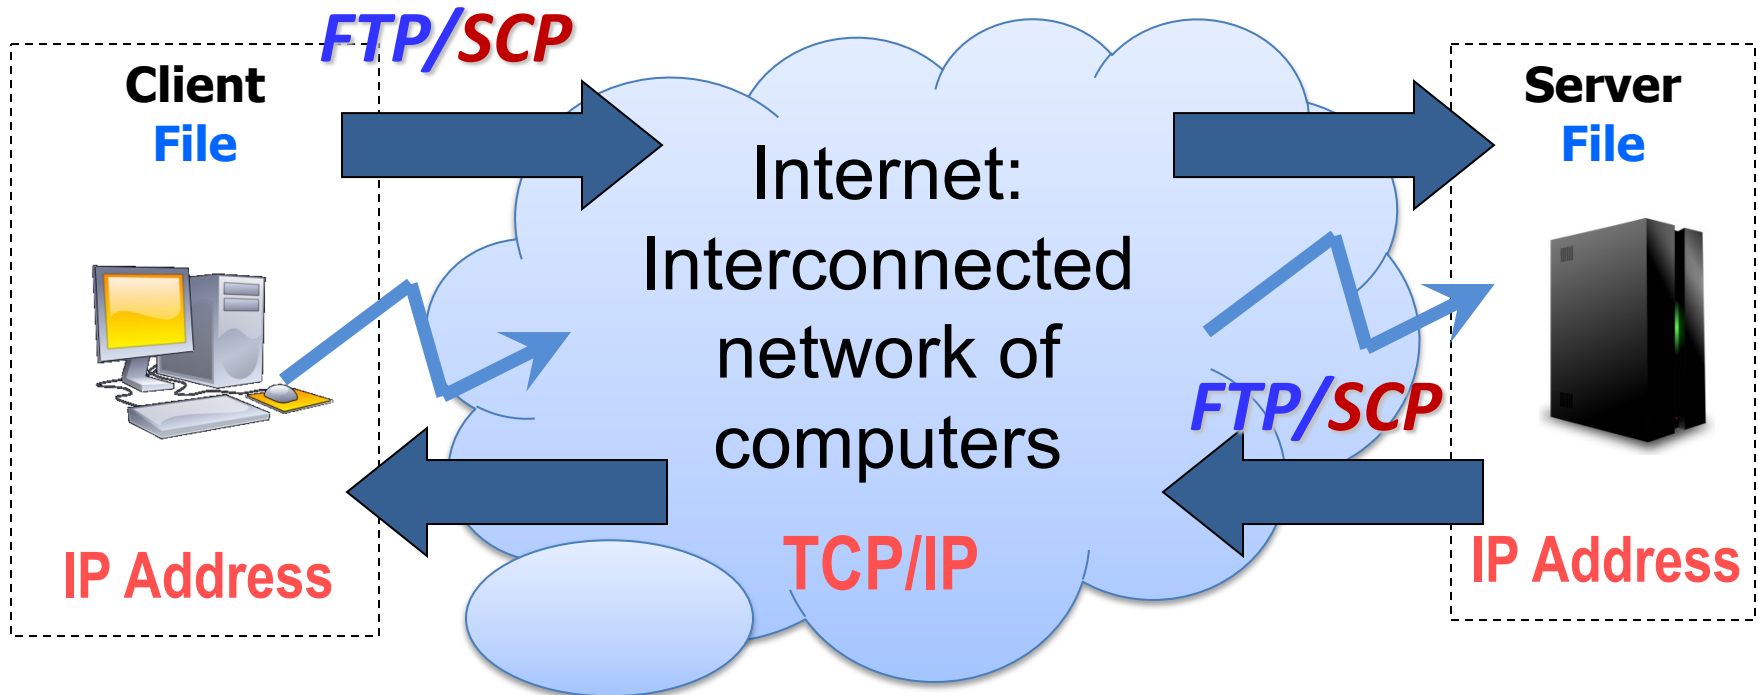 FTP/SCP
Client
File
IP Address
Internet:
Interconnected
network of
computers
TCP/IP
Server
File
FTP/SCP
IP Address